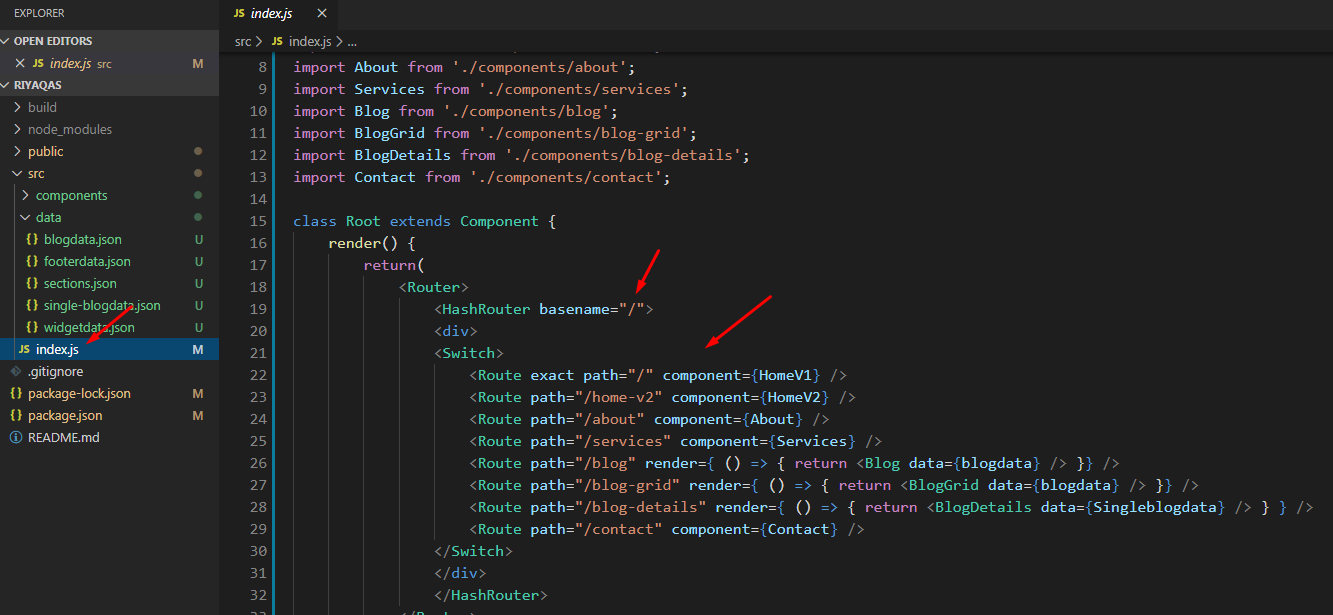 EXPLORER
OPEN EDITORS
JS index.js src M
RIYAQAS
build
node_modules
public
src
components
data
{} blogdata.json U
{} footerdata.json U
{} sections.json U
{} single-blogdata.json U
{} widgetdata.json U
JS index.js M
.gitignore
{} package-lock.json M
{} package.json M
README.md
JS index.js ×
src > JS index.js > ...
8 import About from './components/about';
9 import Services from './components/services';
10 import Blog from './components/blog';
11 import BlogGrid from './components/blog-grid';
12 import BlogDetails from './components/blog-details';
13 import Contact from './components/contact';
14
15 class Root extends Component {
16 render() {
17 return(
18 <Router>
19 <HashRouter basename="/">
20 <div>
21 <Switch>
22 <Route exact path="/" component={HomeV1} />
23 <Route path="/home-v2" component={HomeV2} />
24 <Route path="/about" component={About} />
25 <Route path="/services" component={Services} />
26 <Route path="/blog" render={ () => { return <Blog data={blogdata} /> }} />
27 <Route path="/blog-grid" render={ () => { return <BlogGrid data={blogdata} /> }} />
28 <Route path="/blog-details" render={ () => { return <BlogDetails data={Singleblogdata} /> } } />
29 <Route path="/contact" component={Contact} />
30 </Switch>
31 </div>
32 </HashRouter>